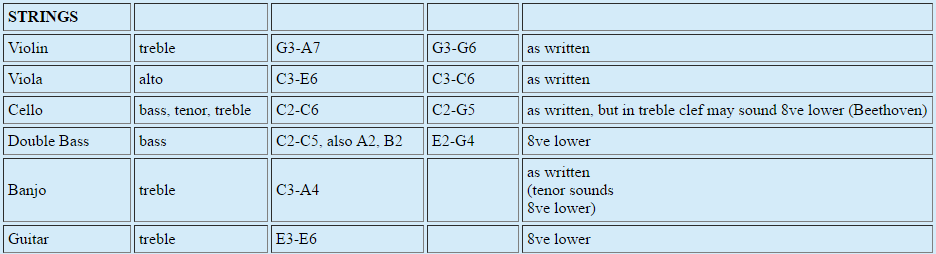 STRINGS
Violin treble G3-A7 G3-G6 as written
Viola alto C3-E6 C3-C6 as written
Cello bass, tenor, treble C2-C6 C2-G5 as written, but in treble clef may sound 8ve lower (Beethoven)
Double Bass bass C2-C5, also A2, B2 E2-G4 8ve lower
Banjo treble C3-A4 as written
(tenor sounds
8ve lower)
Guitar treble E3-E6 8ve lower